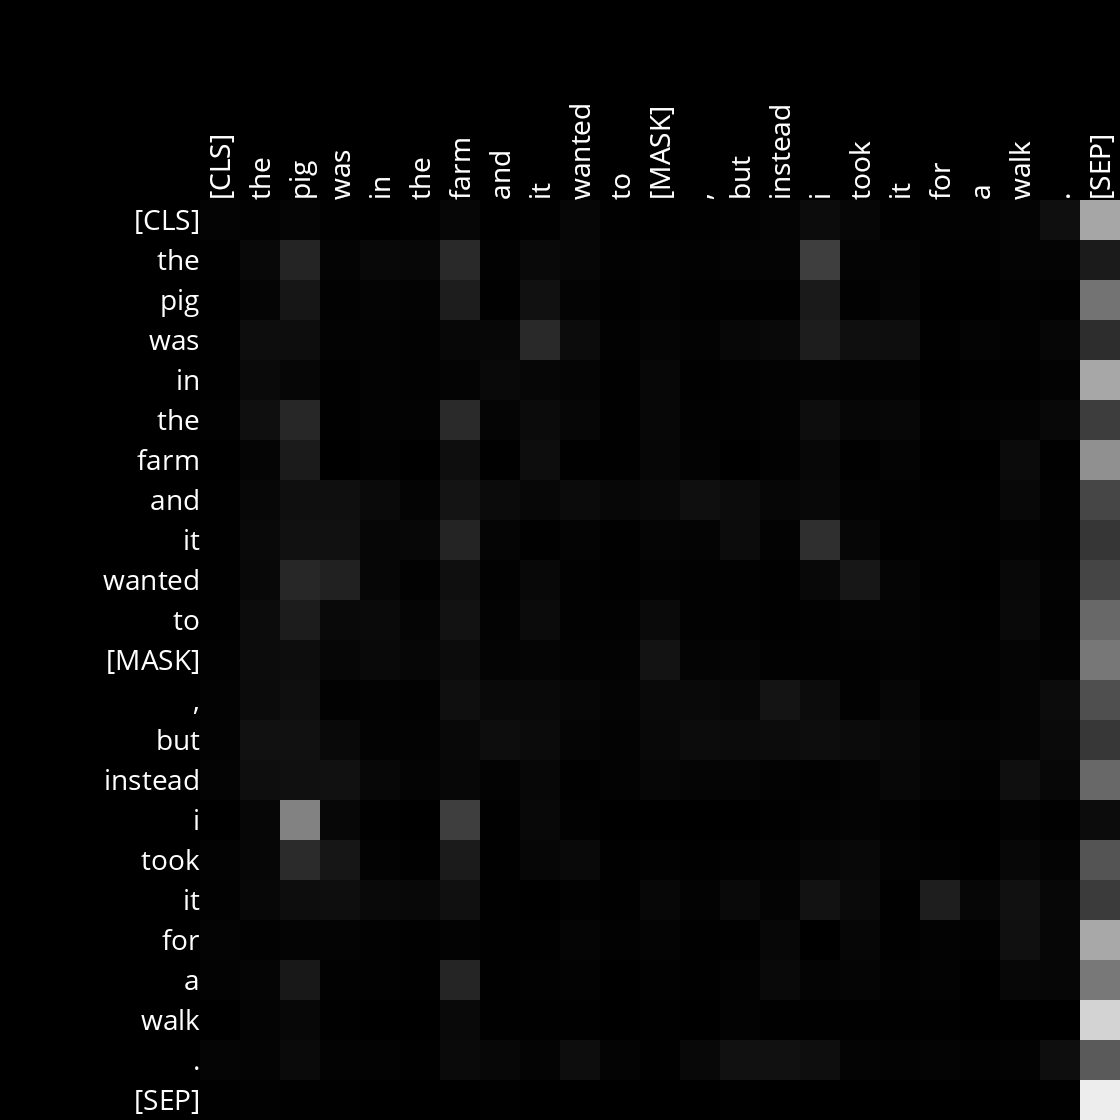 [CLS] the pig was in the farm and it wanted to [MASK] , but instead i took it for a walk . [SEP]
[CLS]
the
pig
was
in
the
farm
and
it
wanted
to
[MASK]
,
but
instead
i
took
it
for
a
walk
.
[SEP]